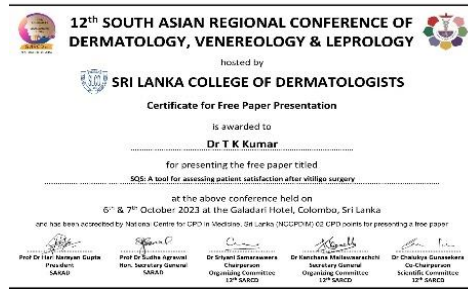 12th SOUTH ASIAN REGIONAL CONFERENCE OF
DERMATOLOGY, VENEREOLOGY & LEPROLOGY
hosted by
SRI LANKA COLLEGE OF DERMATOLOGISTS
Certificate for Free Paper Presentation
is awarded to
Dr T K Kumar
for presenting the free paper titled
SQS: A tool for assessing patient satisfaction after vitiligo surgery
at the above conference held on
6th & 7th October 2023 at the Galadari Hotel, Colombo, Sri Lanka
and has been accredited by National Centre for CPD in Medicine, Sri Lanka (NCCPDIM) 02 CPD points for presenting a free paper
Prof Dr Hari Narayan Gupta Prof Dr Sudha Agrawal Dr Sriyani Samaraweera Dr Kanchana Mallawaarachchi Dr Chalukya Gunasekera
President Hon. Secretary General Chairperson Secretary General Co-Chairperson
SARAD SARAD Organizing Committee Organizing Committee Scientific Committee
12th SARCD 12th SARCD 12th SARCD